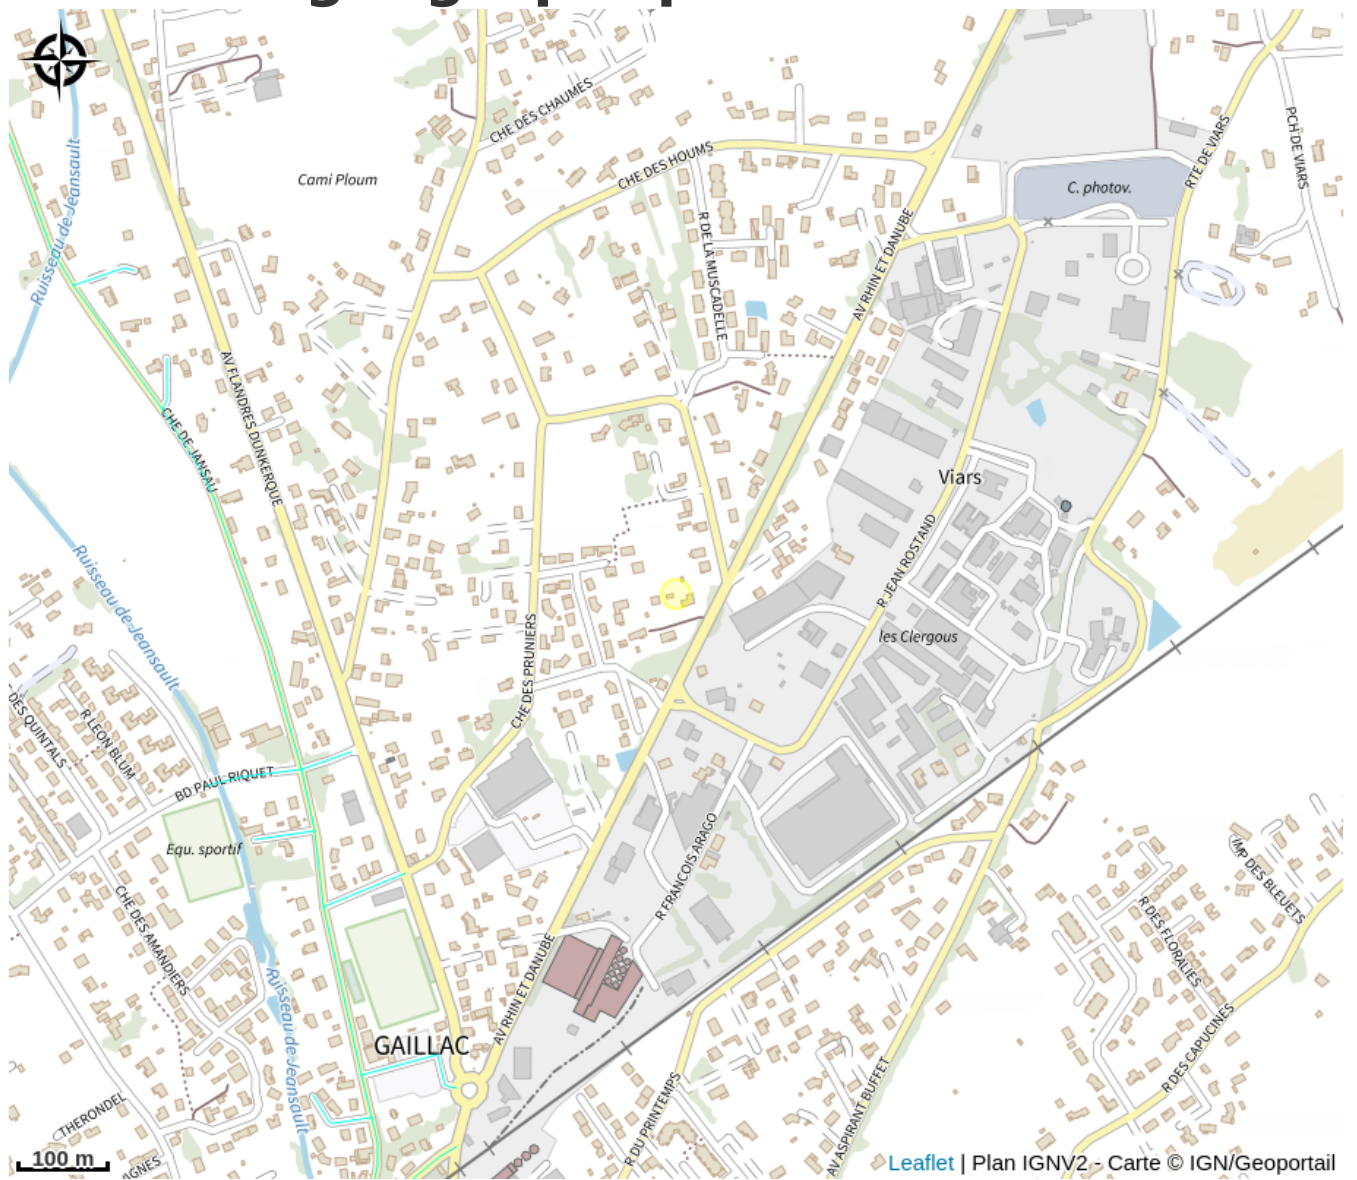 CHE DES CHAUMES
PCH DE VIARS
RTE DE VIARS
CHE DES HOUMS
Cami Ploum
C. photov.
Ruisseau de Jeansault
R DE LA MUSCADELLE
AV RHIN ET DANUBE
AV FLANDRES DUNKERQUE
CHE DE JANSAU
Viars
R JEAN ROSTAND
Ruisseau de Jeansault
les Clergous
CHE DES PRUNIERS
DES QUINTALS
R LEON BLUM
BD PAUL RIQUET
Equ. sportif
R FRANCOIS ARAGO
IMP DES BLEUETS
CHE DES AMANDIERS
R DES FLORALIES
AV RHIN ET DANUBE
Ruisseau de Jeansault
GAILLAC
R DES CAPUCINES
THERONDEL
R DU PRINTEMPS
AV ASPIRANT BUFFET
100 m
VIGNES
Leaflet | Plan IGNV2 - Carte © IGN/Geoportail